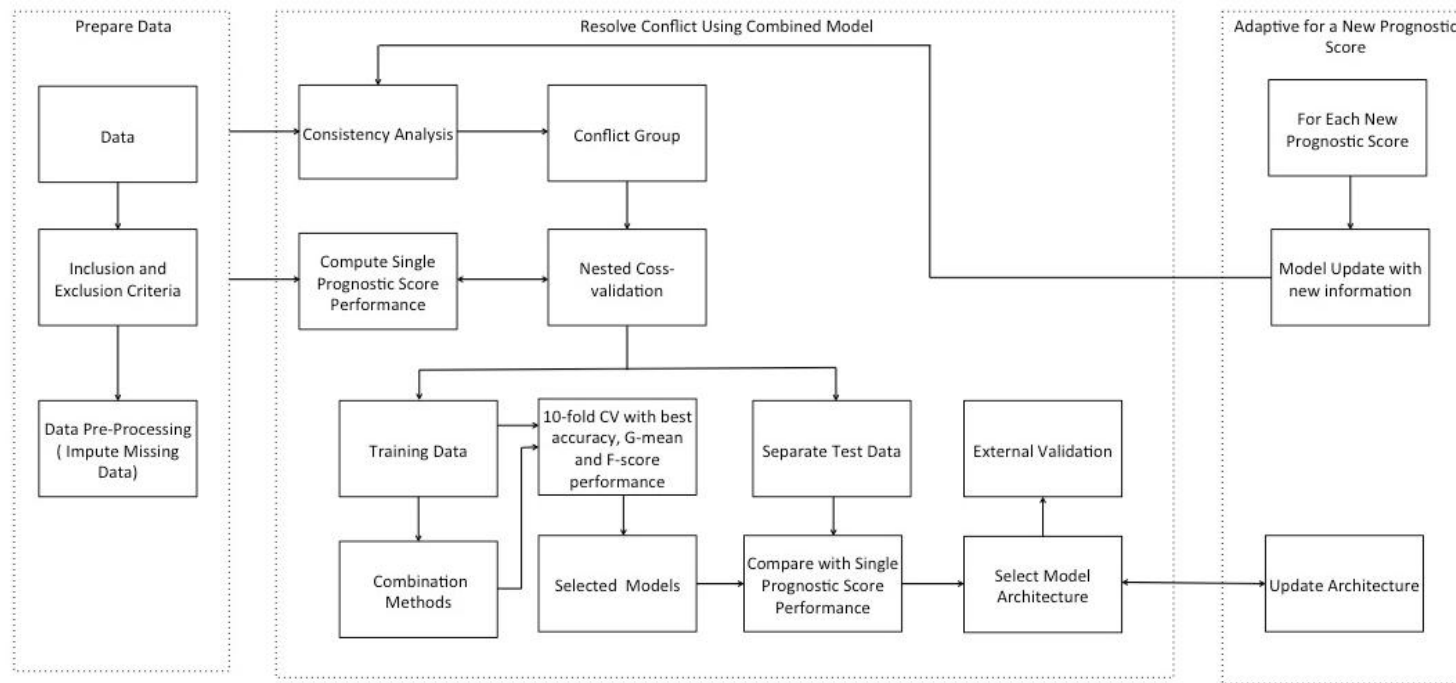 Prepare Data
Data
Inclusion and
Exclusion Criteria
Data Pre-Processing
( Impute Missing
Data)
Resolve Conflict Using Combined Model
Consistency Analysis
Conflict Group
Compute Single
Prognostic Score
Performance
Nested Coss-
validation
Training Data
10-fold CV with best
accuracy, G-mean
and F-score
performance
Separate Test Data
External Validation
Combination
Methods
Selected Models
Compare with Single
Prognostic Score
Performance
Select Model
Architecture
Adaptive for a New Prognostic
Score
For Each New
Prognostic Score
Model Update with
new information
Update Architecture